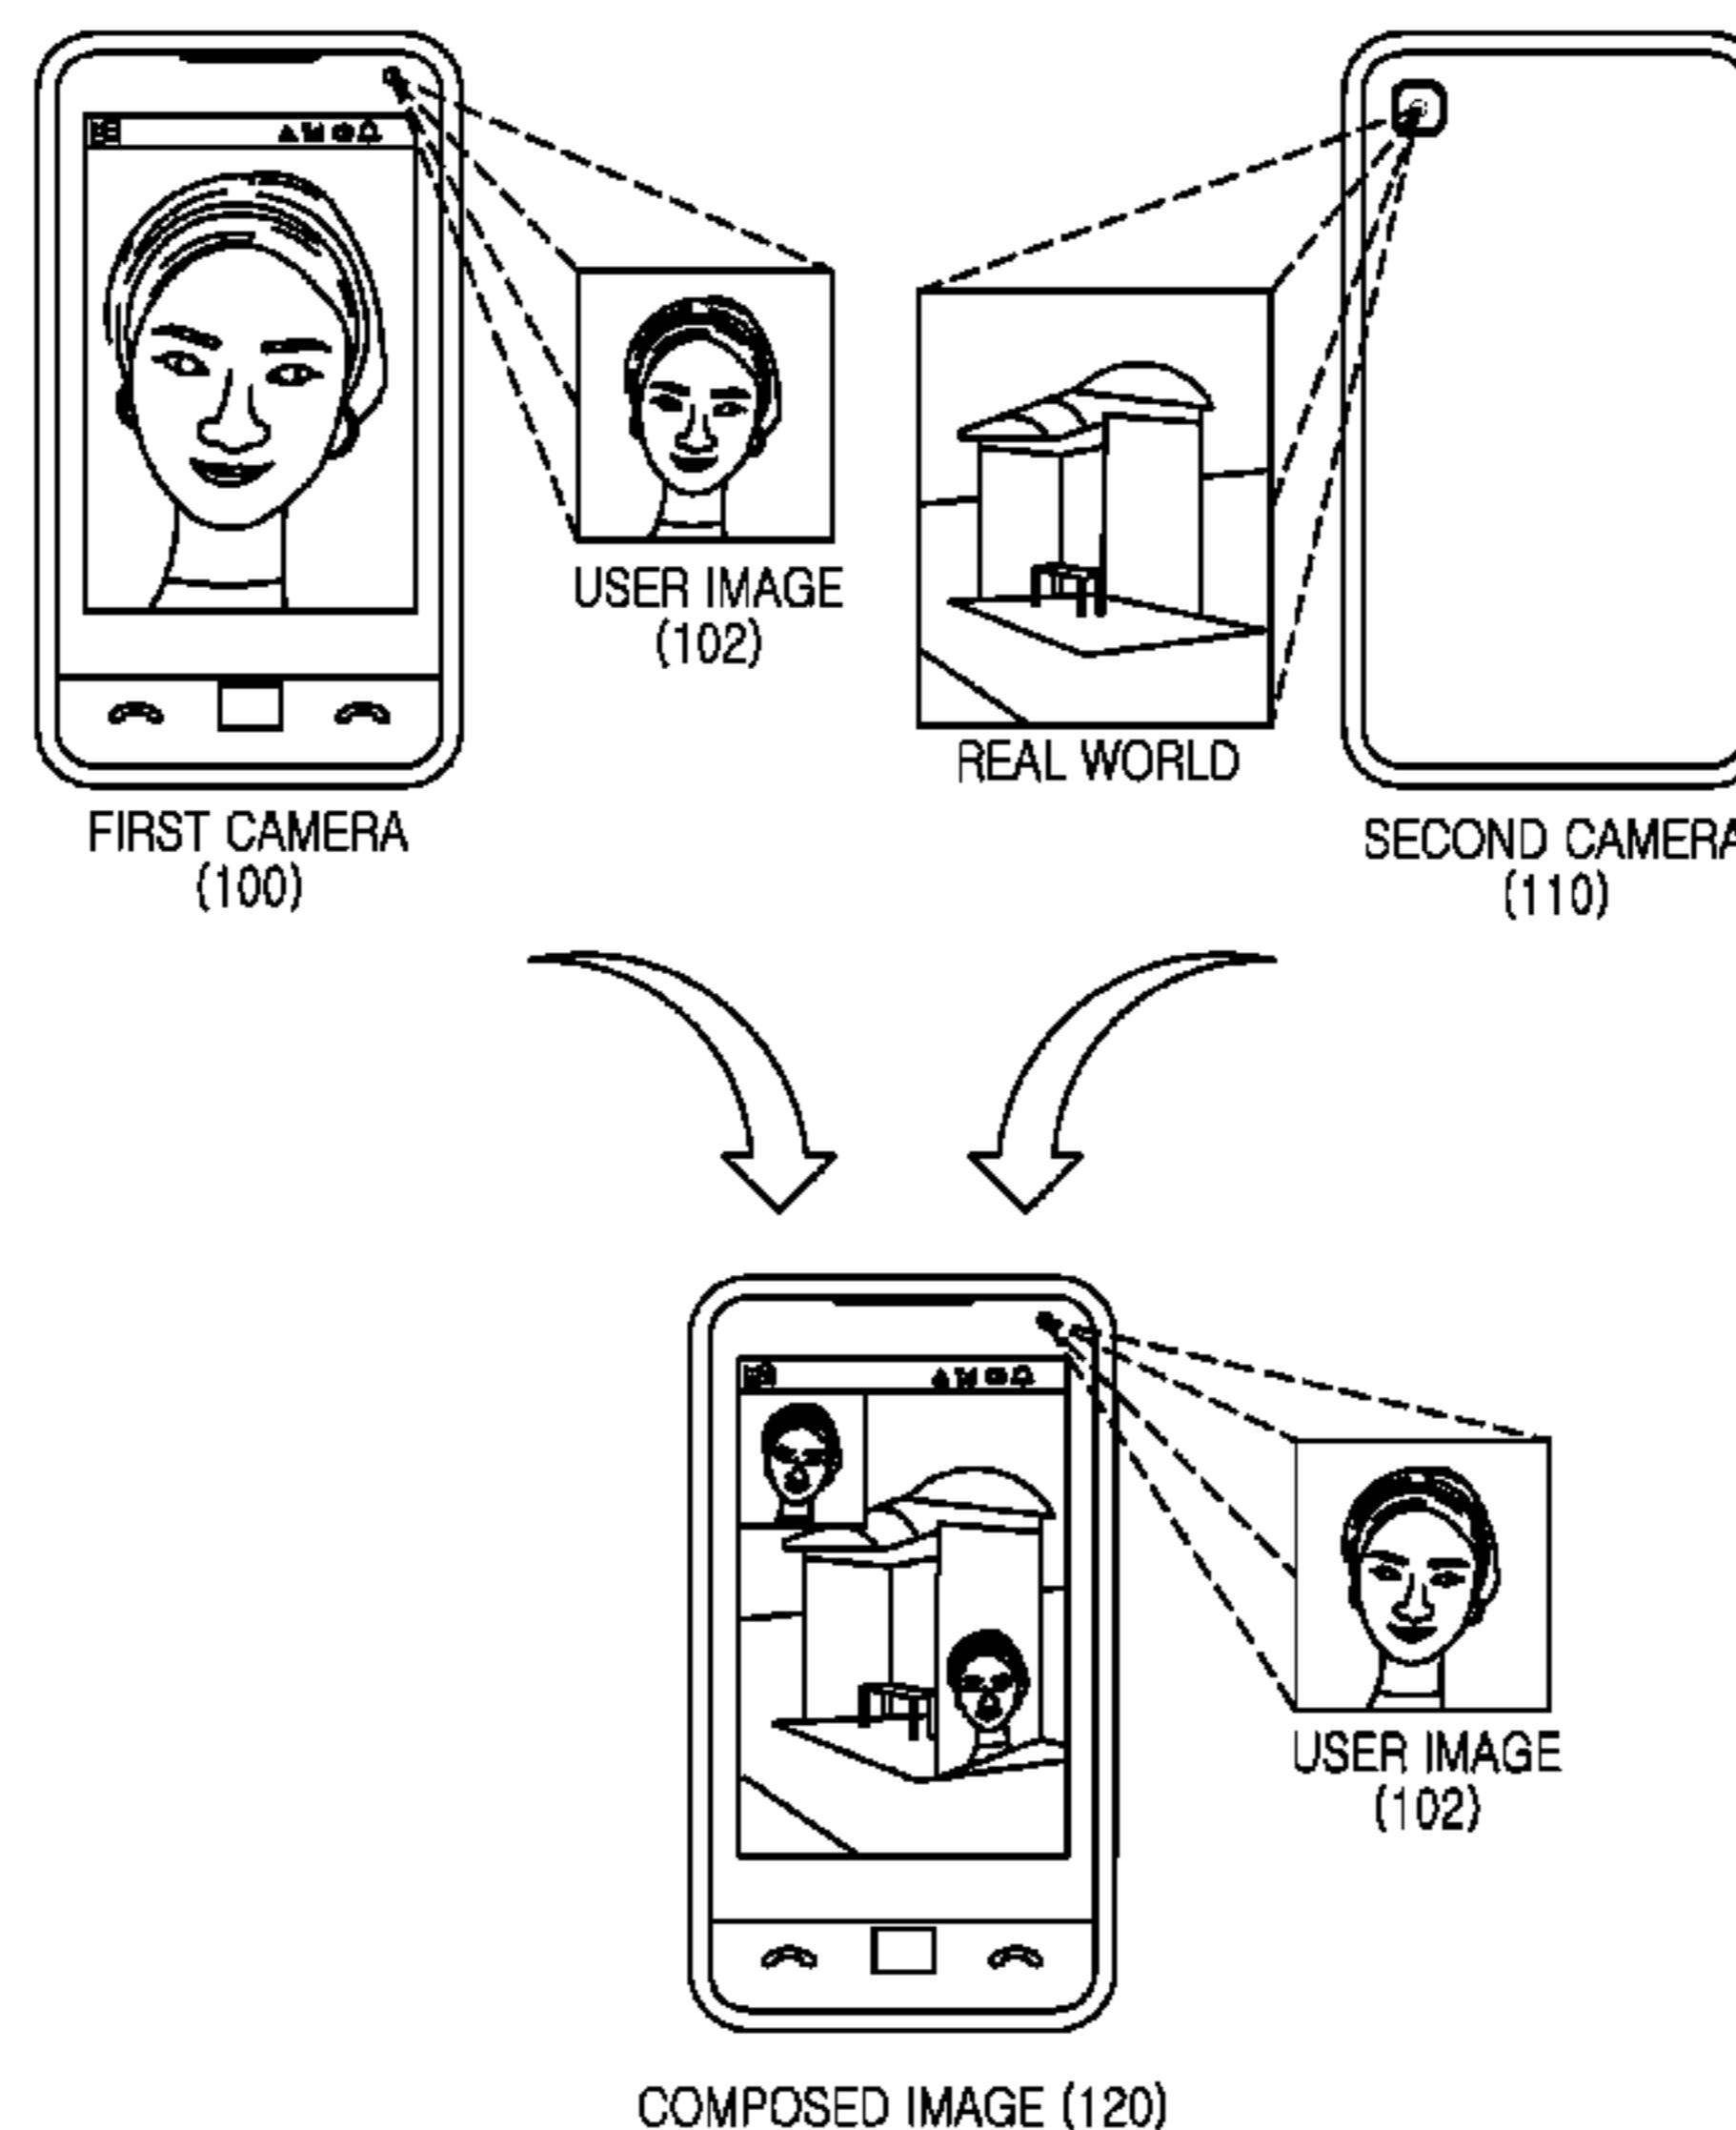 USER IMAGE
(102)
REAL WORLD
FIRST CAMERA
(100)
SECOND CAMERA
(110)
USER IMAGE
(102)
COMPOSED IMAGE (120)